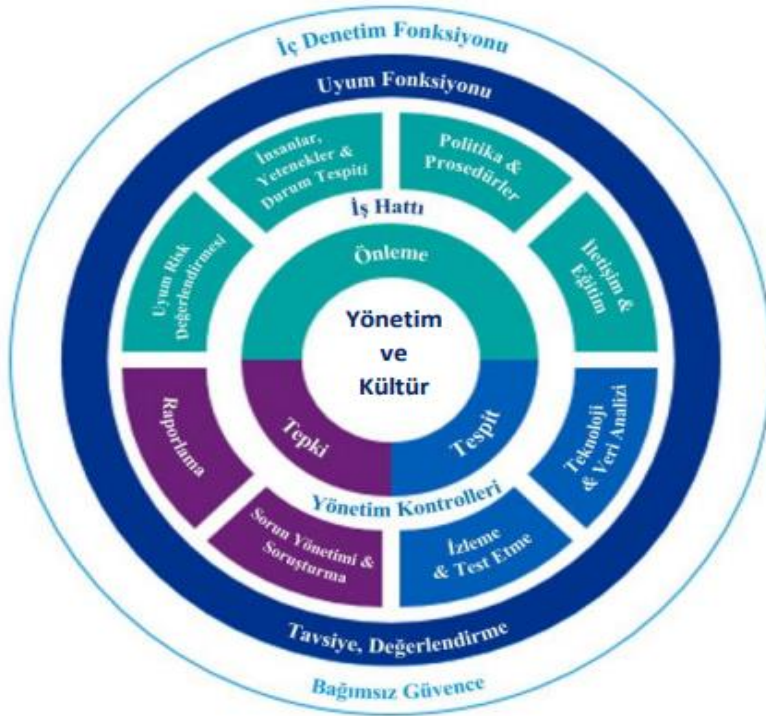 İç Denetim Fonksiyonu
Uyum Fonksiyonu
İnsanlar,
Yetenekler &
Durum Tespiti
Politika &
Prosedürler
İş Hattı
Uyum Risk
Değerlendirmesi
Önleme
İletişim &
Eğitim
Yönetim
ve
Kültür
Raporlama
Tepki
Tespit
Teknoloji
& Veri Analizi
Yönetim Kontrolleri
Sorun Yönetimi &
Soruşturma
İzleme
& Test Etme
Tavsiye, Değerlendirme
Bağımsız Güvence